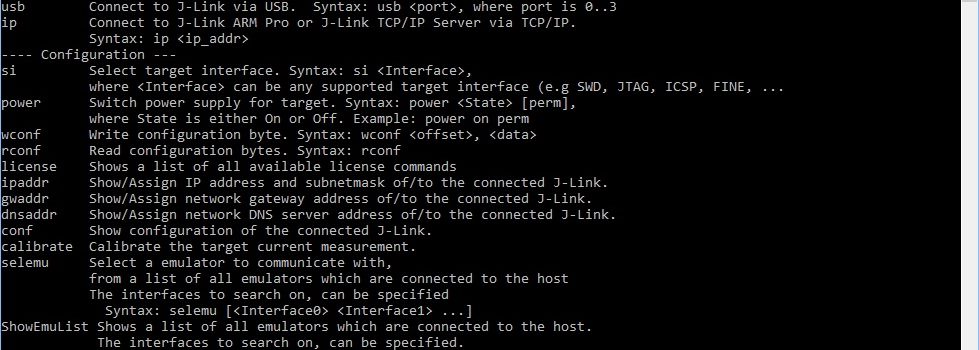 usb        Connect to J-Link via USB.  Syntax: usb <port>, where port is 0..3
ip         Connect to J-Link ARM Pro or J-Link TCP/IP Server via TCP/IP.
           Syntax: ip <ip_addr>
---- Configuration ---
si         Select target interface. Syntax: si <Interface>,
           where <Interface> can be any supported target interface (e.g SWD, JTAG, ICSP, FINE, ...
power      Switch power supply for target. Syntax: power <State> [perm],
           where State is either On or Off. Example: power on perm
wconf      Write configuration byte. Syntax: wconf <offset>, <data>
rconf      Read configuration bytes. Syntax: rconf
license    Shows a list of all available license commands
ipaddr     Show/Assign IP address and subnetmask of/to the connected J-Link.
gwaddr     Show/Assign network gateway address of/to the connected J-Link.
dnsaddr    Show/Assign network DNS server address of/to the connected J-Link.
conf       Show configuration of the connected J-Link.
calibrate  Calibrate the target current measurement.
selemu     Select a emulator to communicate with,
           from a list of all emulators which are connected to the host
           The interfaces to search on, can be specified
             Syntax: selemu [<Interface0> <Interface1> ...]
ShowEmuList Shows a list of all emulators which are connected to the host.
            The interfaces to search on, can be specified.